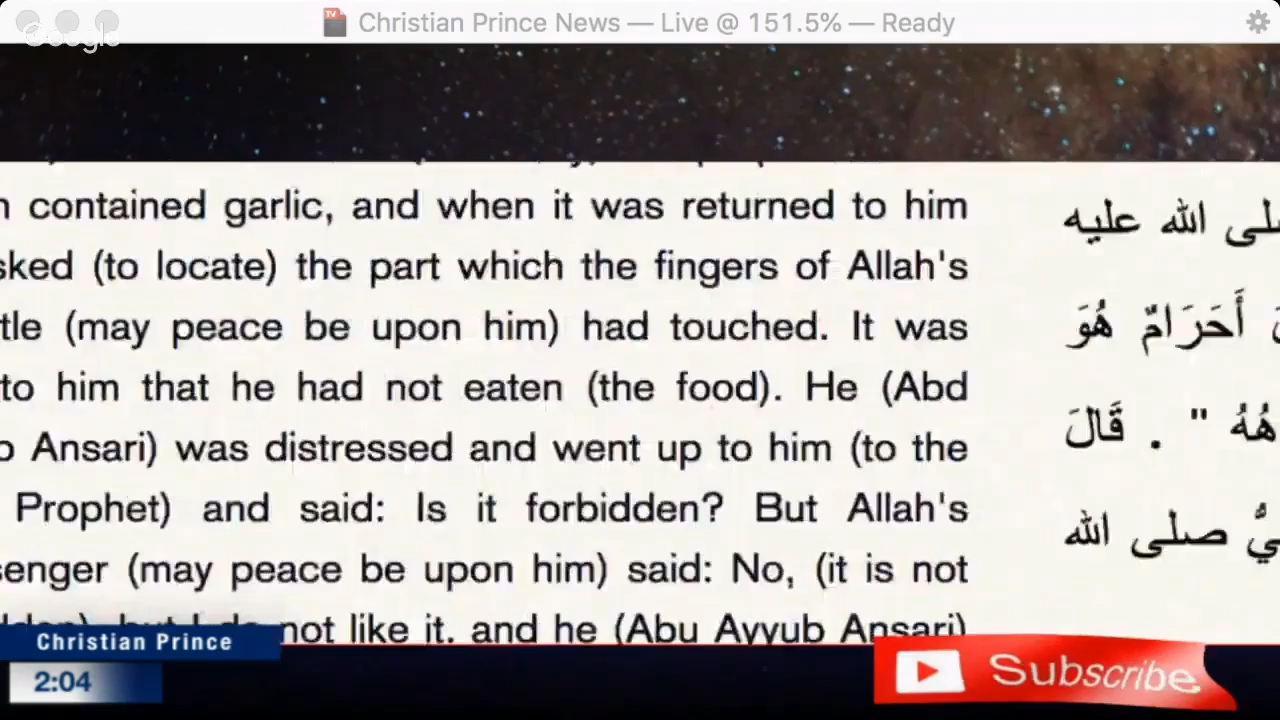 Christian Prince News — Live @ 151.5% — Ready
Google
contained garlic, and when it was returned to him
sked (to locate) the part which the fingers of Allah's
tle (may peace be upon him) had touched. It was
to him that he had not eaten (the food). He (Abd
Ansari) was distressed and went up to him (to the
Prophet) and said: Is it forbidden? But Allah's
senger (may peace be upon him) said: No, (it is not
but I do not like it. and he (Abu Ayyub Ansari)
لى الله عليه
أَحَرَامٌ هُوَ
هُهُ " . قَالَ
ىُّ صلى الله
Christian Prince
2:04
Subscribe